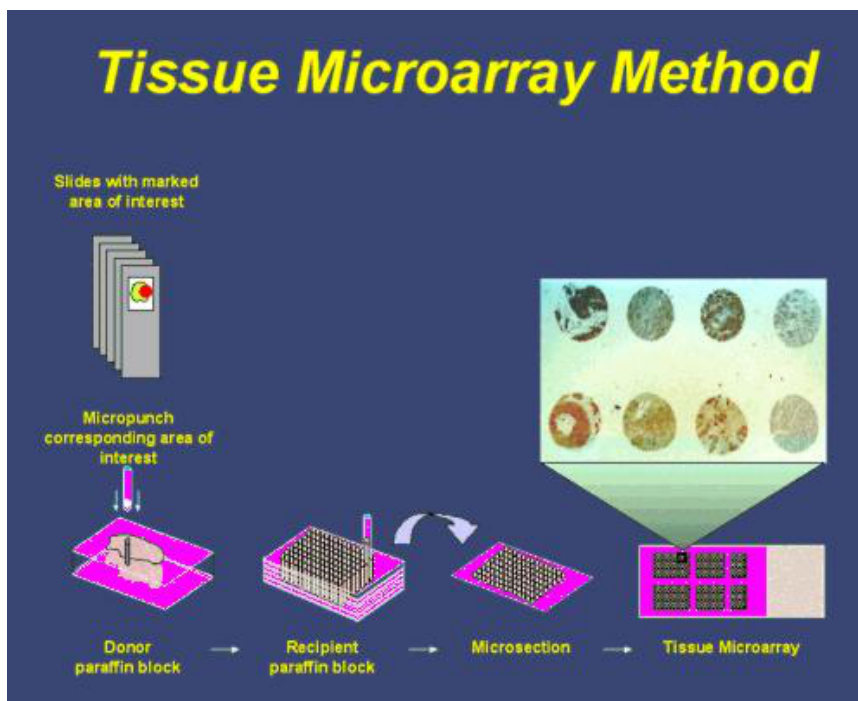 Tissue Microarray Method
Slides with marked
area of interest
Micropunch
corresponding area of
interest
Donor
paraffin block
Recipient
paraffin block
Microsection
Tissue Microarray